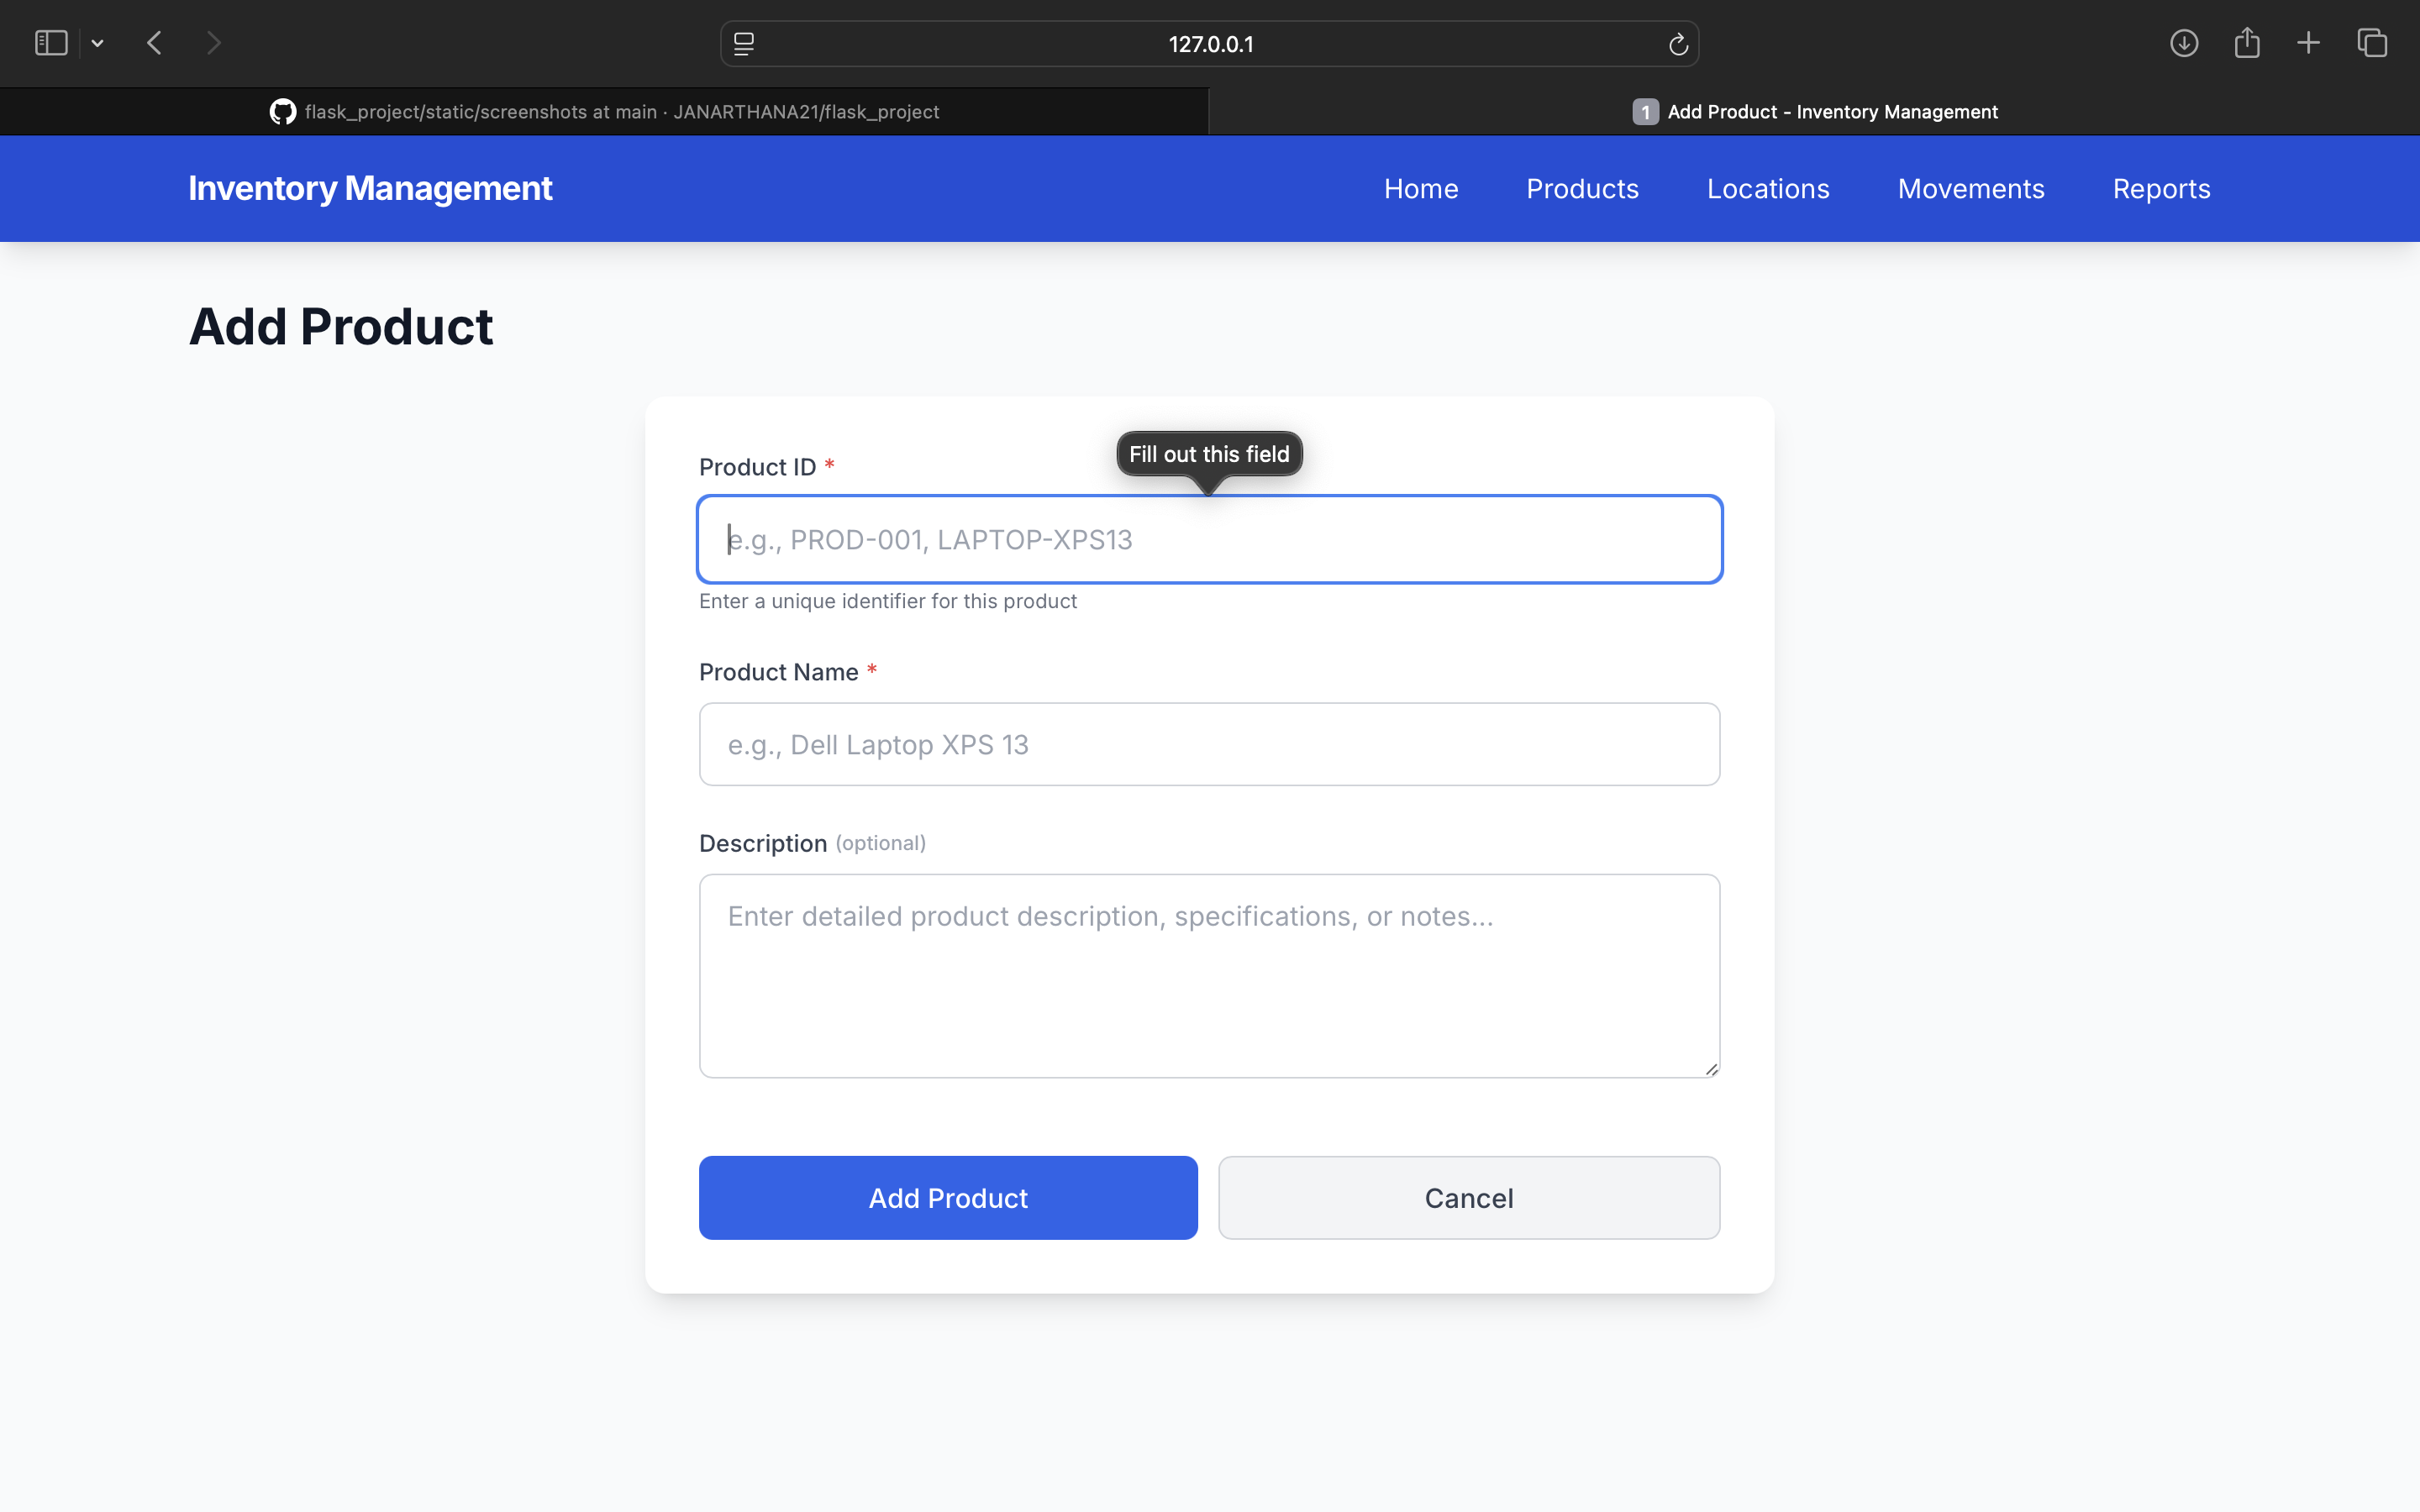 127.0.0.1
flask_project/static/screenshots at main · JANARTHANA21/flask_project
1 Add Product - Inventory Management
Inventory Management
Home Products Locations Movements Reports
Add Product
Fill out this field
Product ID *
e.g., PROD-001, LAPTOP-XPS13
Enter a unique identifier for this product
Product Name *
e.g., Dell Laptop XPS 13
Description (optional)
Enter detailed product description, specifications, or notes...
Add Product Cancel